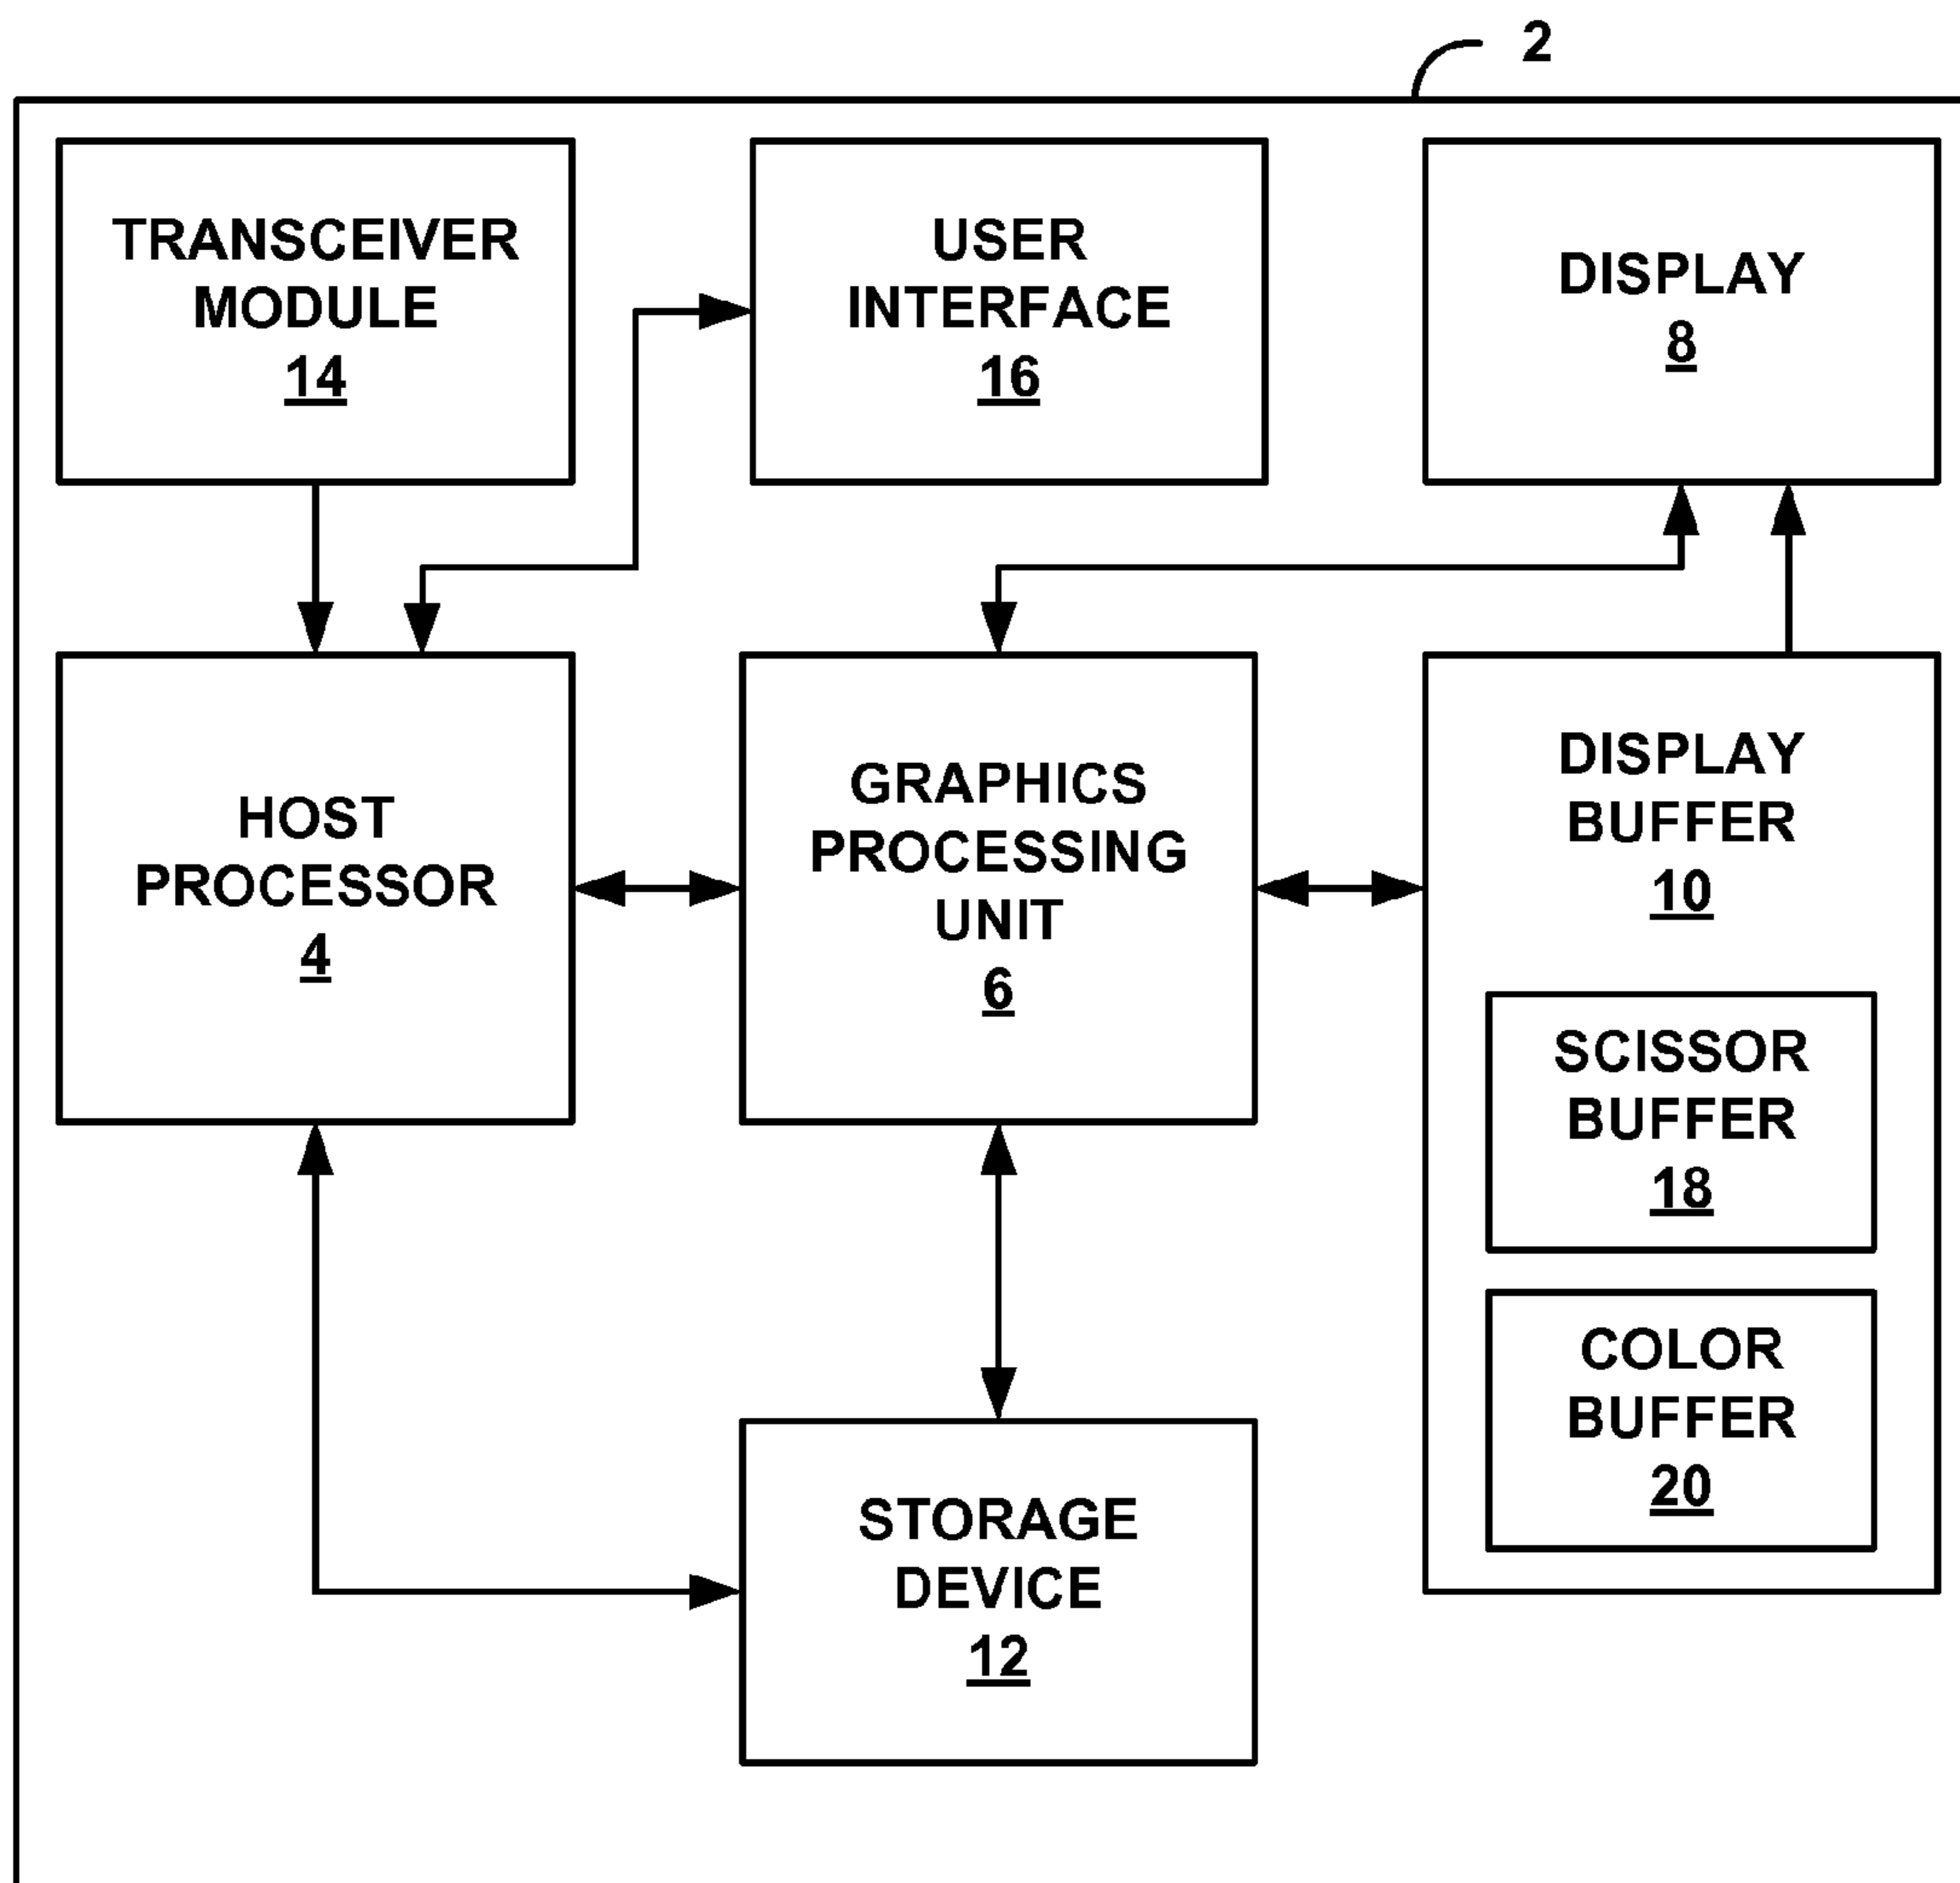 2
TRANSCEIVER
MODULE
14
USER
INTERFACE
16
DISPLAY
8
HOST
PROCESSOR
4
GRAPHICS
PROCESSING
UNIT
6
DISPLAY
BUFFER
10
SCISSOR
BUFFER
18
COLOR
BUFFER
20
STORAGE
DEVICE
12